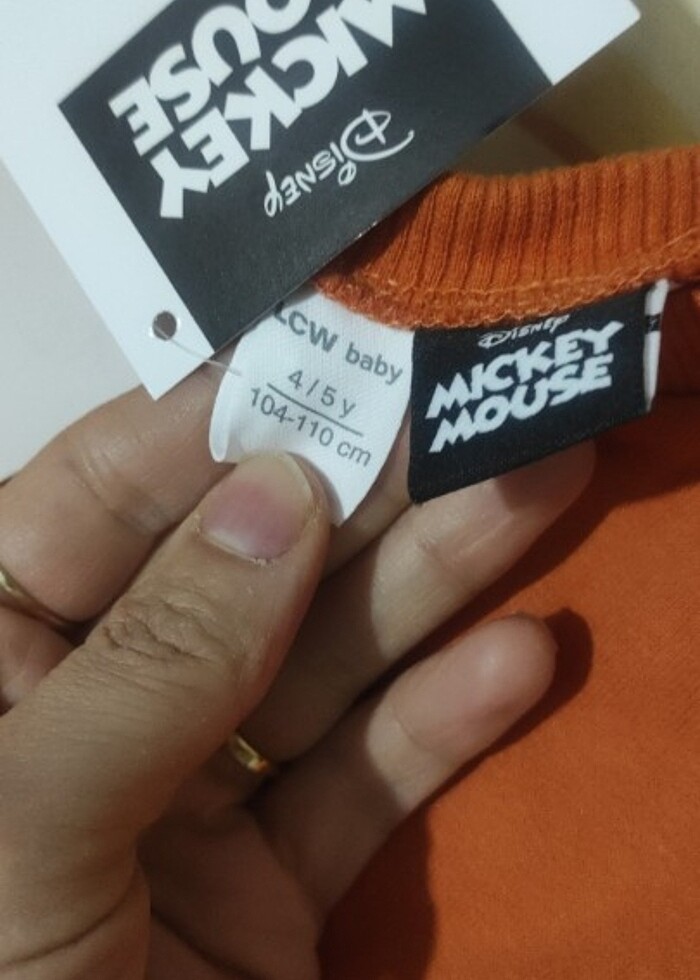 MICKEY
MOUSE
Disney
LCW baby
4/5 y
104-110 cm
Disney
MICKEY
MOUSE